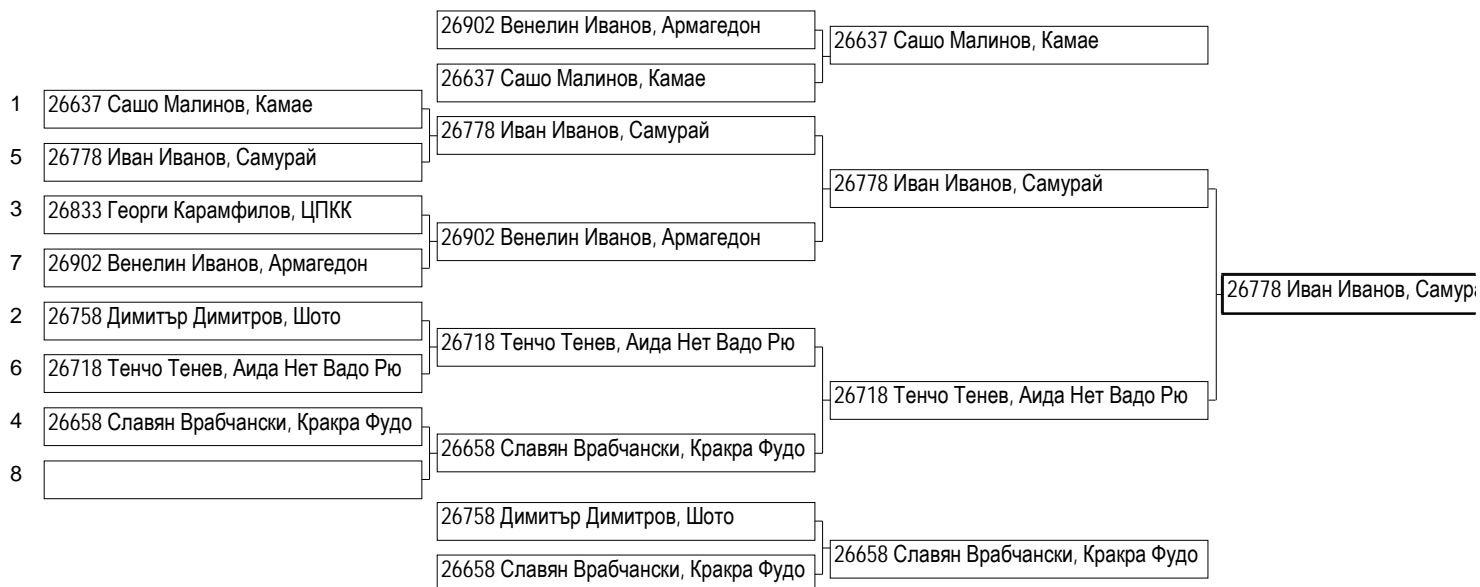 26902 Венелин Иванов, Армагедон
26637 Сашо Малинов, Камае
26637 Сашо Малинов, Камае
1 26637 Сашо Малинов, Камае
26778 Иван Иванов, Самурай
5 26778 Иван Иванов, Самурай
26778 Иван Иванов, Самурай
3 26833 Георги Карамфилов, ЦПКК
26902 Венелин Иванов, Армагедон
7 26902 Венелин Иванов, Армагедон
26778 Иван Иванов, Самура
2 26758 Димитър Димитров, Шото
26718 Тенчо Тенев, Аида Нет Вадо Рю
6 26718 Тенчо Тенев, Аида Нет Вадо Рю
26718 Тенчо Тенев, Аида Нет Вадо Рю
4 26658 Славян Врабчански, Кракра Фудо
26658 Славян Врабчански, Кракра Фудо
8
26758 Димитър Димитров, Шото
26658 Славян Врабчански, Кракра Фудо
26658 Славян Врабчански, Кракра Фудо